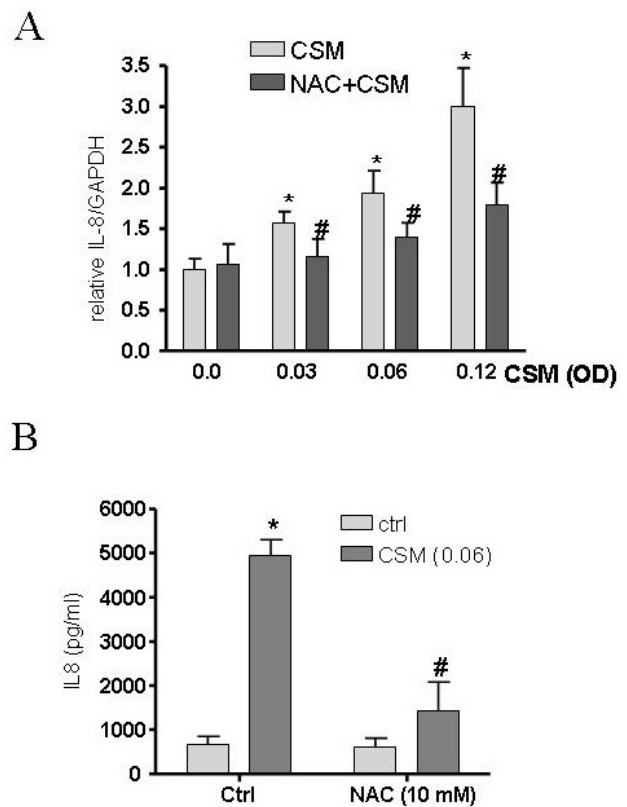 A
CSM
NAC+CSM
relative IL-8/GAPDH
3.5
3.0
2.5
2.0
1.5
1.0
0.5
0.0
*
*
*
#
#
#
0.0 0.03 0.06 0.12 CSM (OD)
B
ctrl
CSM (0.06)
IL8 (pg/ml)
6000
5000
4000
3000
2000
1000
0
*
#
Ctrl NAC (10 mM)